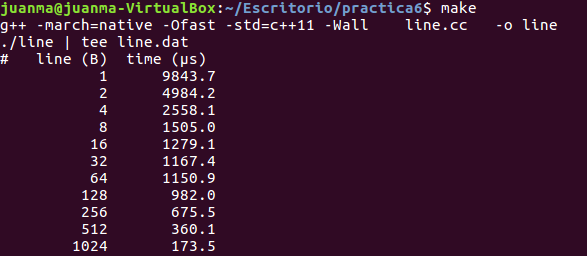 juanma@juanma-VirtualBox:~/Escritorio/practica6$ make
g++ -march=native -Ofast -std=c++11 -Wall    line.cc   -o line
./line | tee line.dat
#   line (B)  time (µs)
           1     9843.7
           2     4984.2
           4     2558.1
           8     1505.0
          16     1279.1
          32     1167.4
          64     1150.9
         128      982.0
         256      675.5
         512      360.1
        1024      173.5